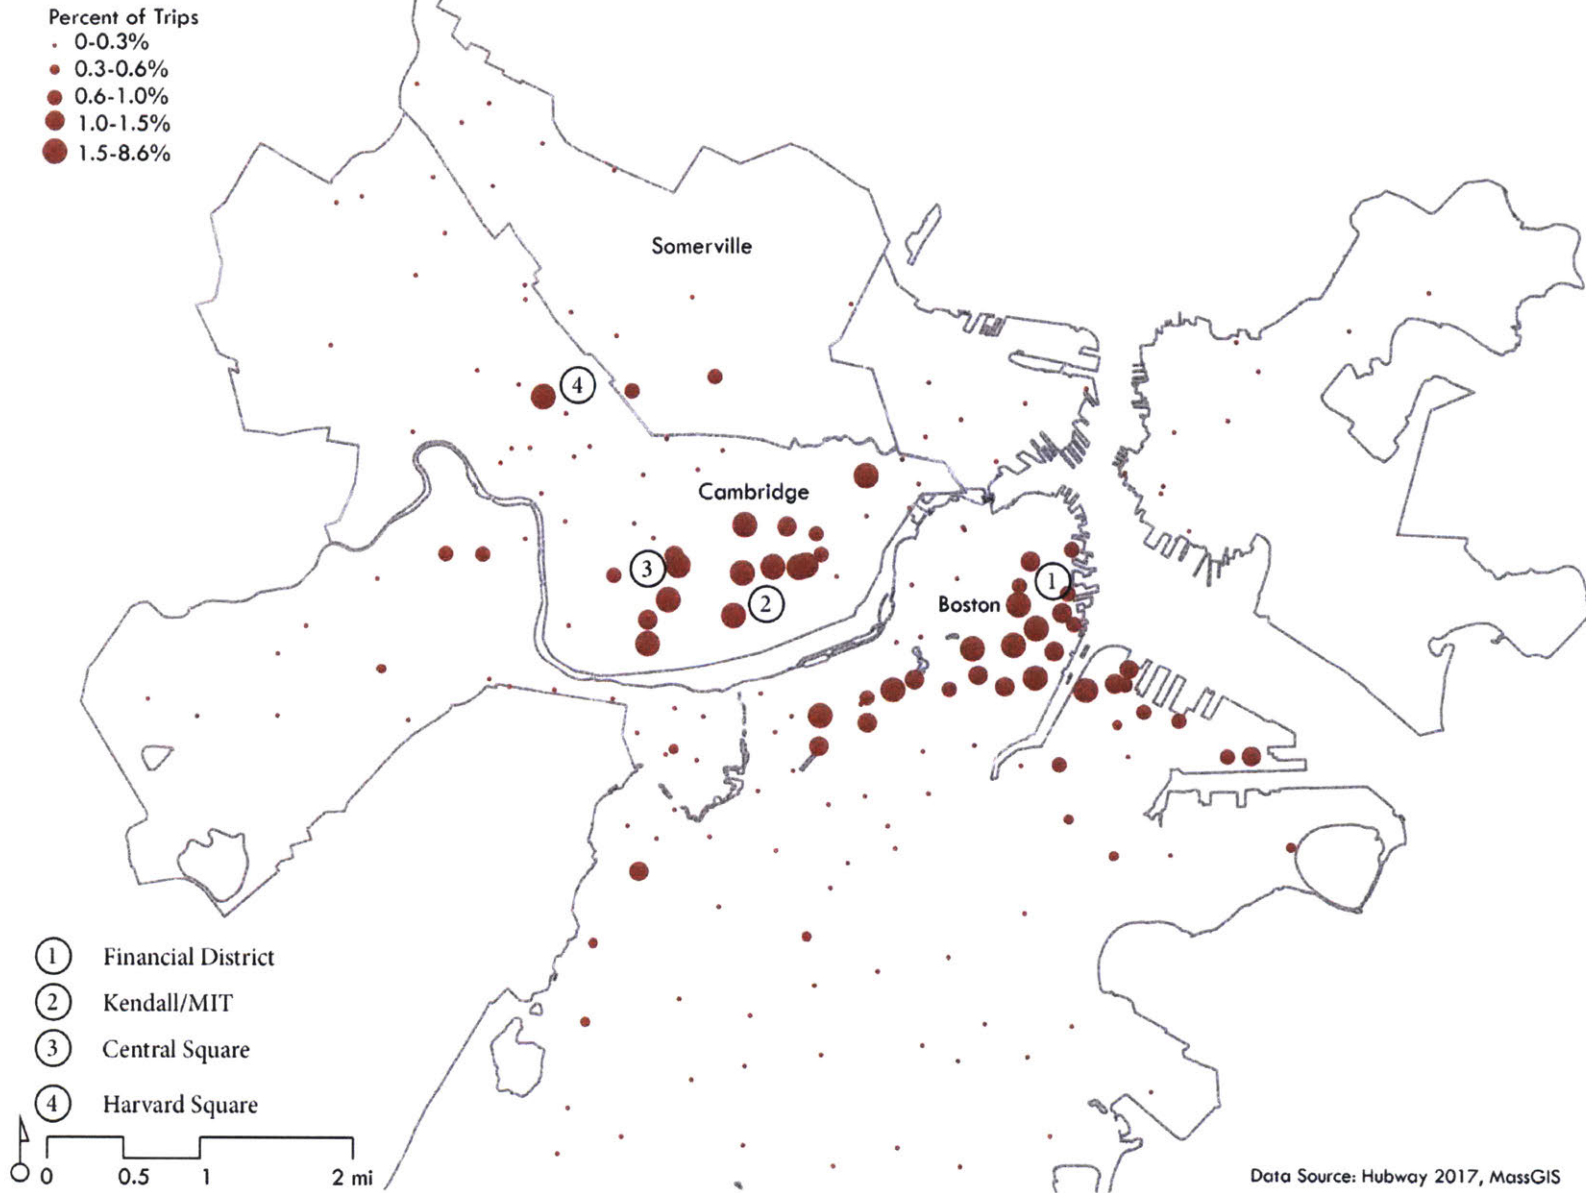 Percent of Trips
0-0.3%
0.3-0.6%
0.6-1.0%
1.0-1.5%
1.5-8.6%
Somerville
4
Cambridge
3
2
1
Boston
1 Financial District
2 Kendall/MIT
3 Central Square
4 Harvard Square
0 0.5 1 2 mi
Data Source: Hubway 2017, MassGIS